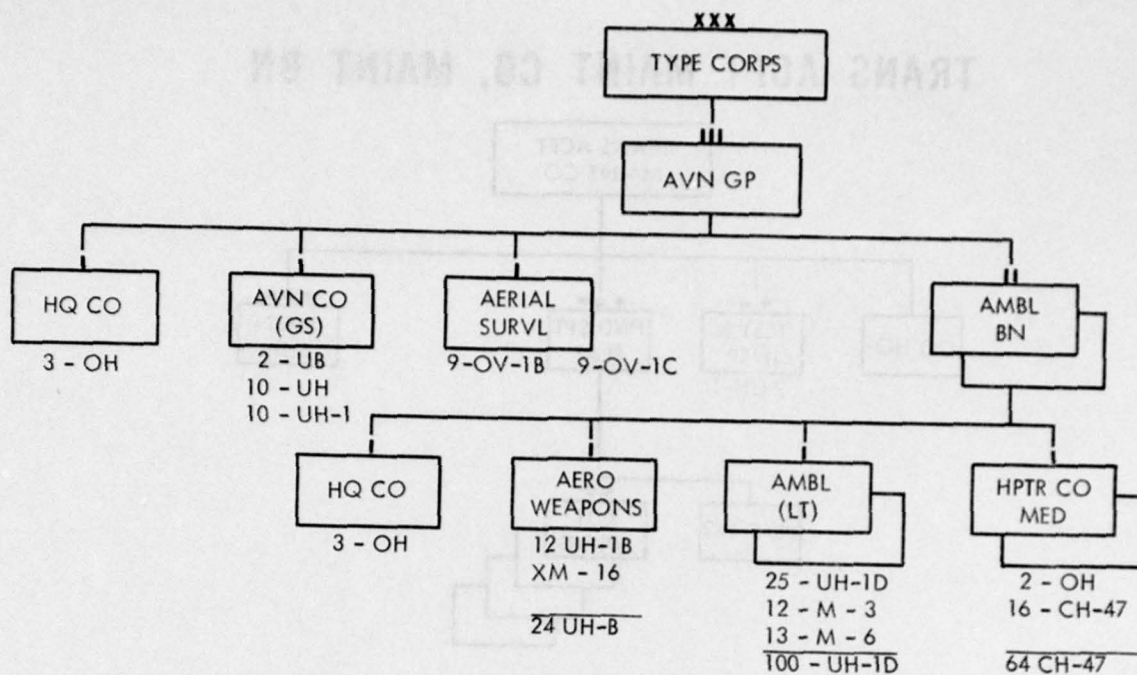 XXX
TYPE CORPS
III
AVN GP
HQ CO
3 - OH
AVN CO
(GS)
2 - UB
10 - UH
10 - UH-1
AERIAL
SURVL
9-OV-1B 9-OV-1C
II
AMBL
BN
HQ CO
3 - OH
AERO
WEAPONS
12 UH-1B
XM - 16
24 UH-B
AMBL
(LT)
25 - UH-1D
12 - M - 3
13 - M - 6
100 - UH-1D
HPTR CO
MED
2 - OH
16 - CH-47
64 CH-47